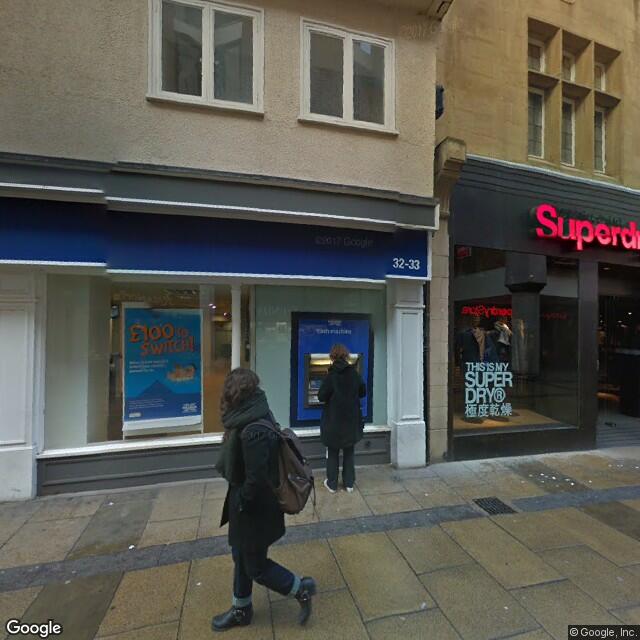 ©2017 Google
32-33
Superd
£100 to
SWITCH!
cash machine
THIS IS MY
SUPER
DRY®
極度乾燥
Google
© Google, Inc.